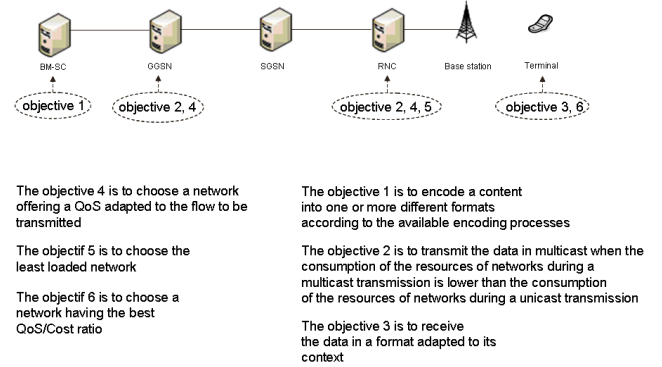 BM-SC GGSN SGSN RNC Base station Terminal
objective 1 objective 2, 4 objective 2, 4, 5 objective 3, 6
The objective 4 is to choose a network
offering a QoS adapted to the flow to be
transmitted
The objectif 5 is to choose the
least loaded network
The objectif 6 is to choose a
network having the best
QoS/Cost ratio
The objective 1 is to encode a content
into one or more different formats
according to the available encoding processes
The objective 2 is to transmit the data in multicast when the
consumption of the resources of networks during a
multicast transmission is lower than the consumption
of the resources of networks during a unicast transmission
The objective 3 is to receive
the data in a format adapted to its
context